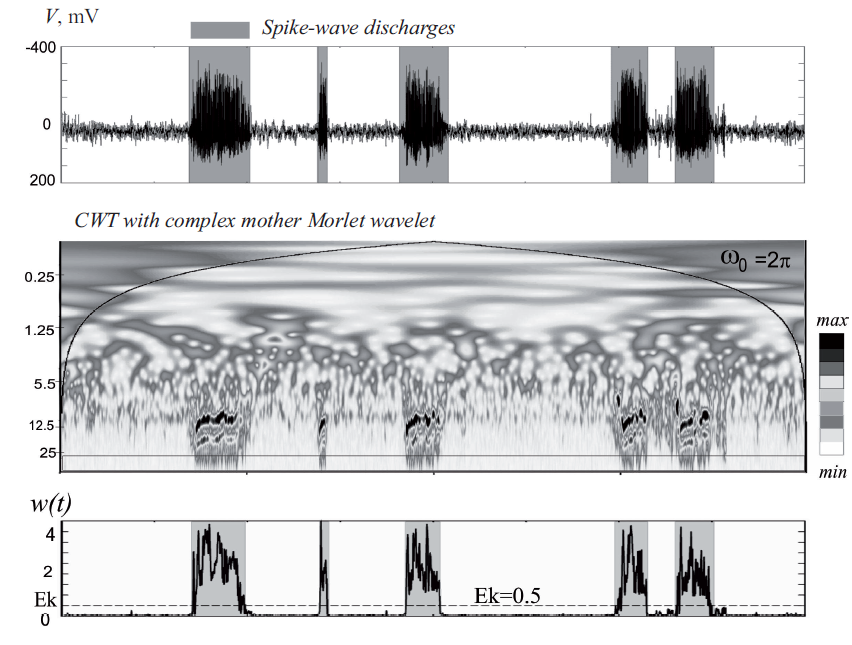 V, mV
Spike-wave discharges
-400
0
200
CWT with complex mother Morlet wavelet
ω0 =2π
0.25
1.25
5.5
12.5
25
max
min
w(t)
4
2
Ek
0
Ek=0.5